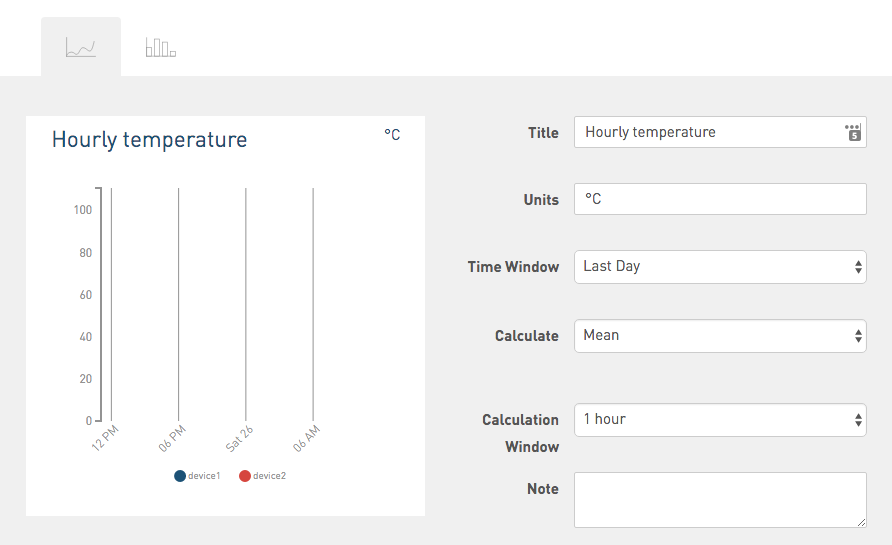 Hourly temperature
°C
100
80
60
40
20
0
12 PM
06 PM
Sat 26
06 AM
device1
device2
Title
Hourly temperature
5
Units
°C
Time Window
Last Day
Calculate
Mean
Calculation
Window
1 hour
Note